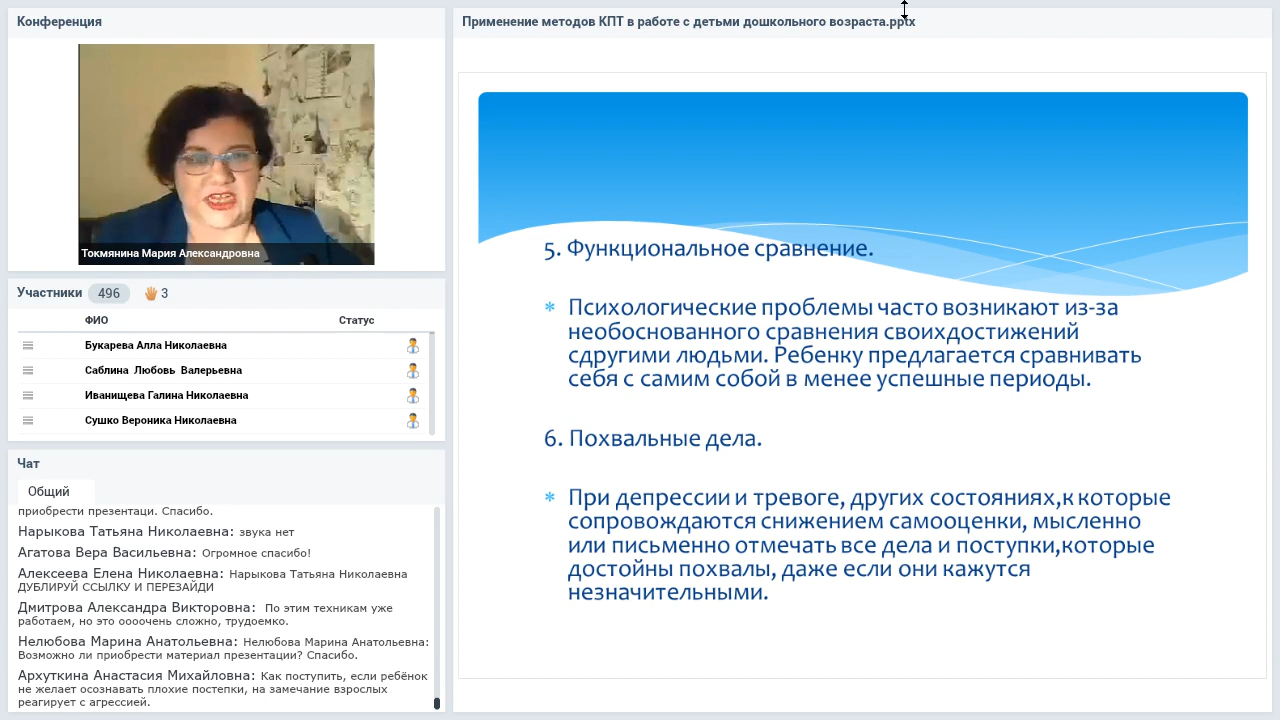 Конференция
Токмянина Мария Александровна
Участники 496 3
ФИО Статус
Букарева Алла Николаевна
Саблина Любовь Валерьевна
Иванищева Галина Николаевна
Сушко Вероника Николаевна
Чат
Общий
приобрести презентаци. Спасибо.
Нарыкова Татьяна Николаевна: звука нет
Агатова Вера Васильевна: Огромное спасибо!
Алексеева Елена Николаевна: Нарыкова Татьяна Николаевна
ДУБЛИРУЙ ССЫЛКУ И ПЕРЕЗАЙДИ
Дмитрова Александра Викторовна: По этим техникам уже
работаем, но это оооочень сложно, трудоемко.
Нелюбова Марина Анатольевна: Нелюбова Марина Анатольевна:
Возможно ли приобрести материал презентации? Спасибо.
Архуткина Анастасия Михайловна: Как поступить, если ребёнок
не желает осознавать плохие постепки, на замечание взрослых
реагирует с агрессией.
Применение методов КПТ в работе с детьми дошкольного возраста.pptx
5. Функциональное сравнение.
* Психологические проблемы часто возникают из-за
необоснованного сравнения своихдостижений
сдругими людьми. Ребенку предлагается сравнивать
себя с самим собой в менее успешные периоды.
6. Похвальные дела.
* При депрессии и тревоге, других состояниях,к которые
сопровождаются снижением самооценки, мысленно
или письменно отмечать все дела и поступки,которые
достойны похвалы, даже если они кажутся
незначительными.